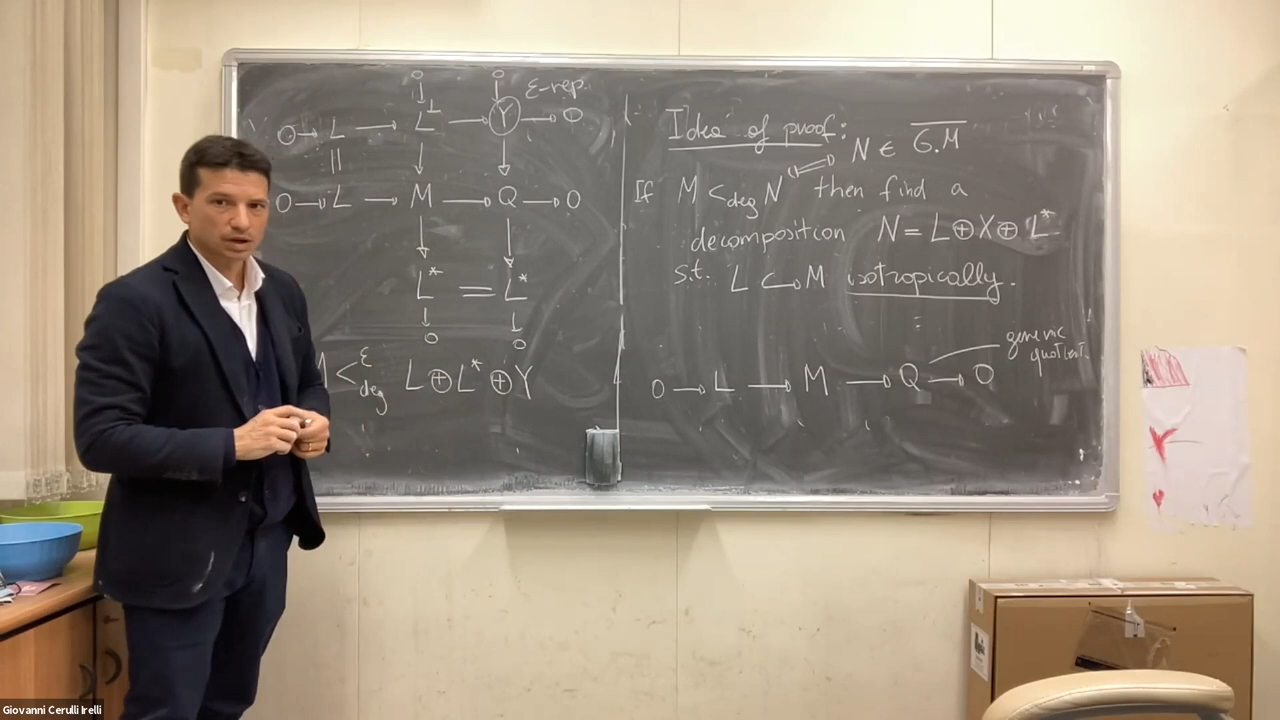 0 0 ε-rep.
↓ ↓
0 → L → L^⊥ → Y → 0
|| ↓ ↓
0 → L → M → Q → 0
↓ ↓
L* = L*
↓ ↓
0 0
<^ε_deg L ⊕ L* ⊕ Y
Idea of proof:
⟺ N ∈ \overline{G.M}
If M <_deg N then find a
decomposition N = L⊕X⊕L*
s.t. L ↪ M isotropically.
generic
quotient.
0 → L → M → Q → 0
Giovanni Cerulli Irelli